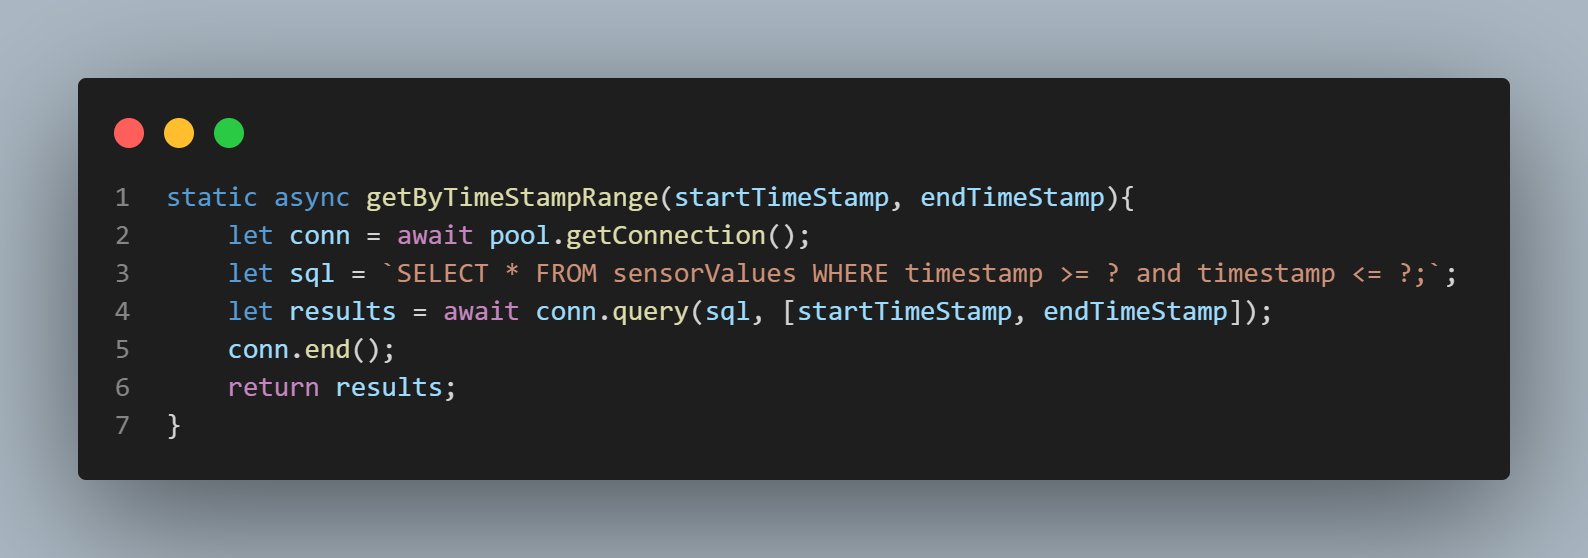 1 static async getByTimeStampRange(startTimeStamp, endTimeStamp){
2     let conn = await pool.getConnection();
3     let sql = `SELECT * FROM sensorValues WHERE timestamp >= ? and timestamp <= ?;`;
4     let results = await conn.query(sql, [startTimeStamp, endTimeStamp]);
5     conn.end();
6     return results;
7 }